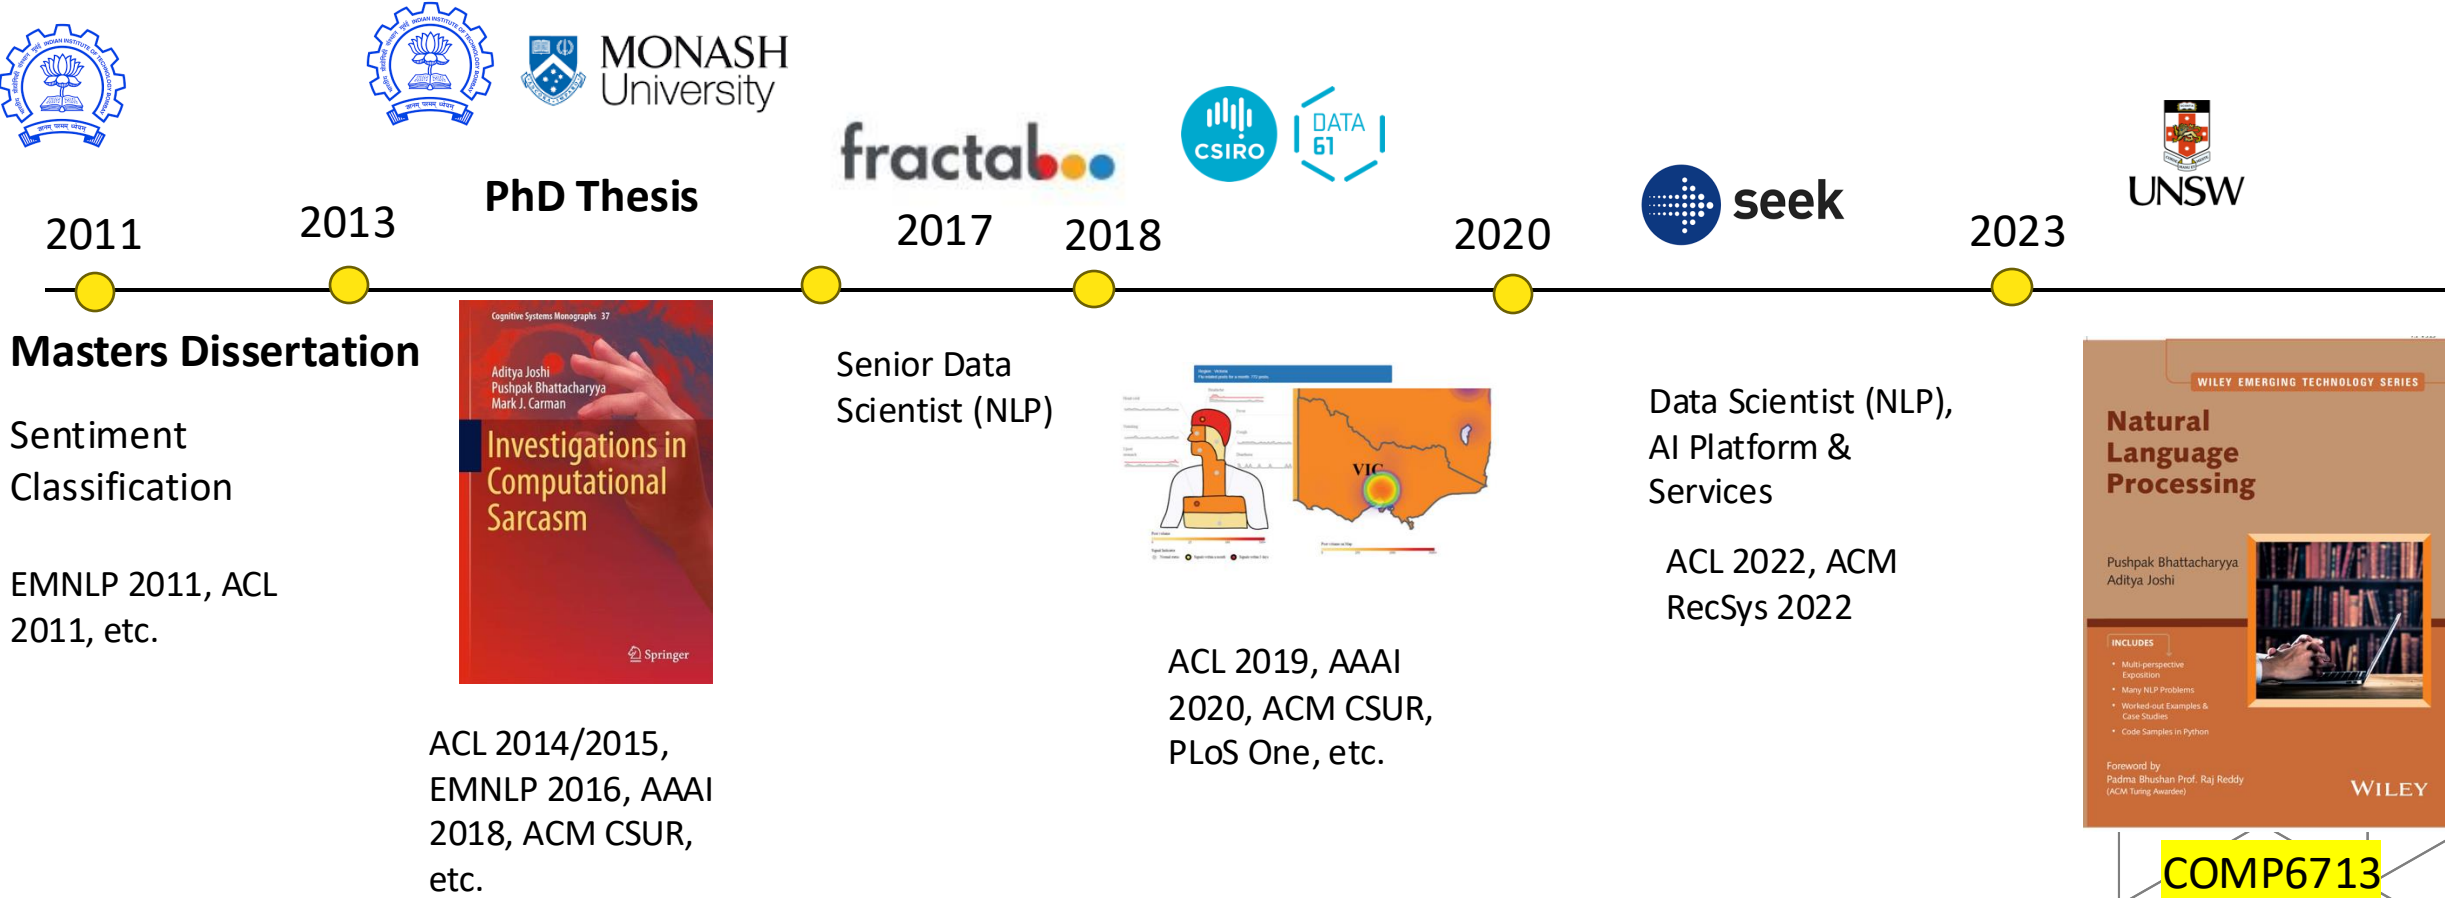 MONASH
University
fractal
CSIRO
DATA
61
seek
UNSW
2011
2013
PhD Thesis
2017
2018
2020
2023
Masters Dissertation
Sentiment
Classification
EMNLP 2011, ACL
2011, etc.
Cognitive Systems Monographs 37
Aditya Joshi
Pushpak Bhattacharyya
Mark J. Carman
Investigations in
Computational
Sarcasm
Springer
ACL 2014/2015,
EMNLP 2016, AAAI
2018, ACM CSUR,
etc.
Senior Data
Scientist (NLP)
VIC
ACL 2019, AAAI
2020, ACM CSUR,
PLoS One, etc.
Data Scientist (NLP),
AI Platform &
Services
ACL 2022, ACM
RecSys 2022
WILEY EMERGING TECHNOLOGY SERIES
Natural
Language
Processing
Pushpak Bhattacharyya
Aditya Joshi
INCLUDES
• Multi-perspective
Exposition
• Many NLP Problems
• Worked-out Examples &
Case Studies
• Code Samples in Python
Foreword by
Padma Bhushan Prof. Raj Reddy
(ACM Turing Awardee)
WILEY
COMP6713